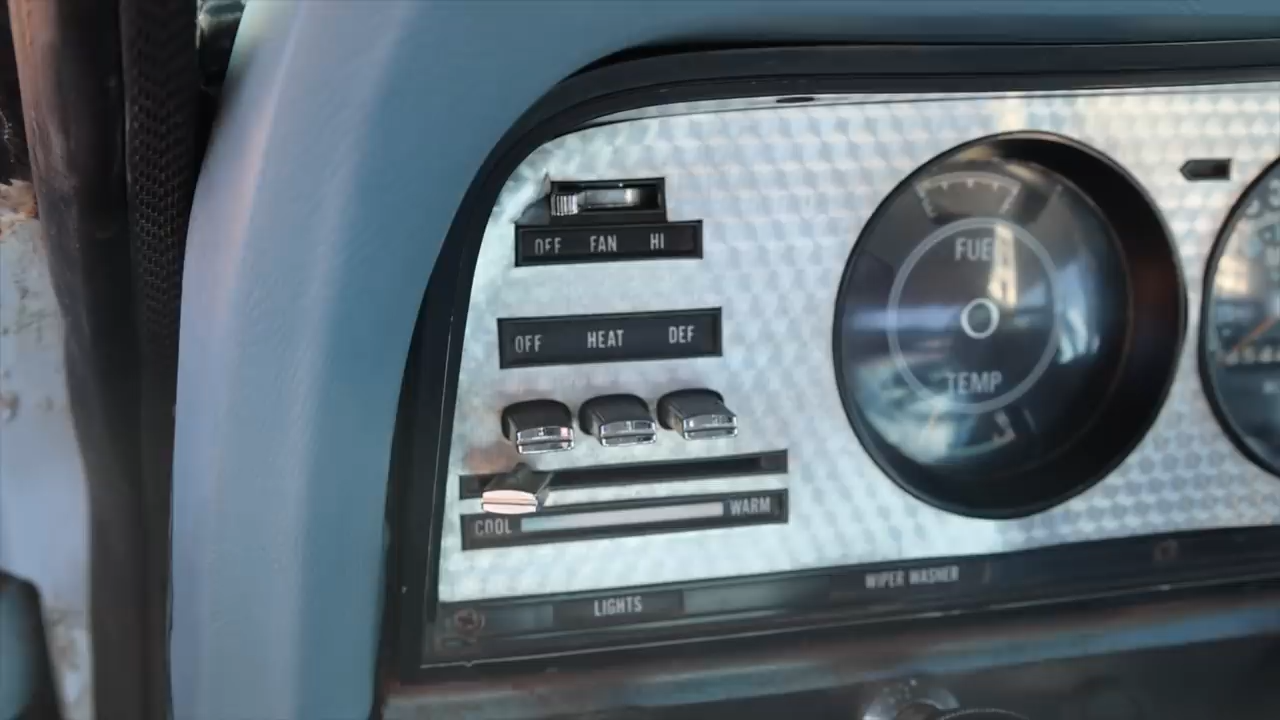 OFF FAN HI
OFF HEAT DEF
COOL WARM
FUEL
TEMP
LIGHTS
WIPER WASHER